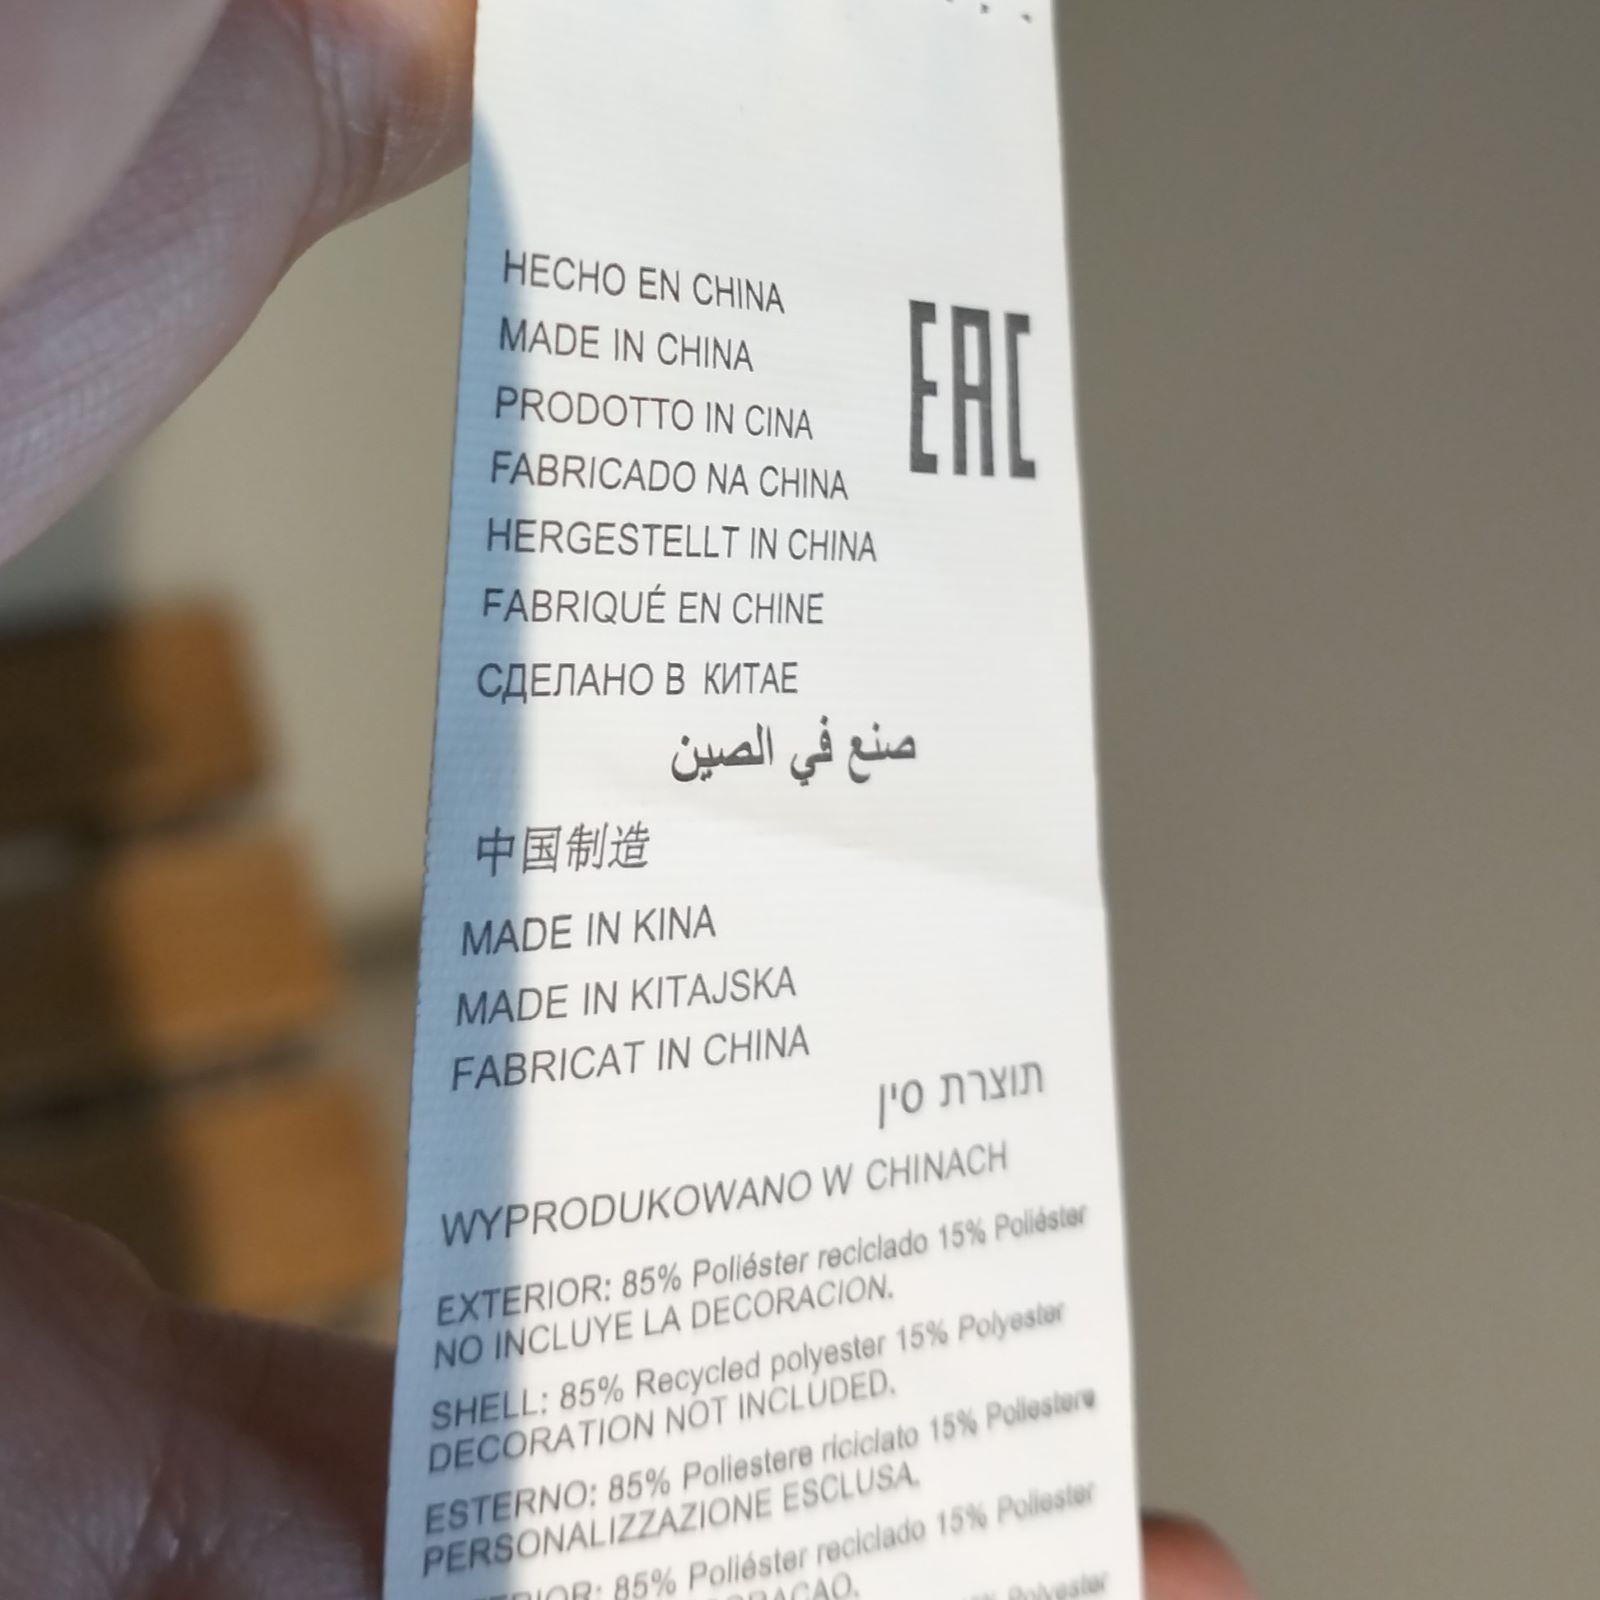 HECHO EN CHINA
EAC
MADE IN CHINA
PRODOTTO IN CINA
FABRICADO NA CHINA
HERGESTELLT IN CHINA
FABRIQUÉ EN CHINE
СДЕЛАНО В КИТАЕ
صنع في الصين
中国制造
MADE IN KINA
MADE IN KITAJSKA
FABRICAT IN CHINA
תוצרת סין
WYPRODUKOWANO W CHINACH
EXTERIOR: 85% Poliéster reciclado 15% Poliéster
NO INCLUYE LA DECORACION.
SHELL: 85% Recycled polyester 15% Polyester
DECORATION NOT INCLUDED.
ESTERNO: 85% Poliestere riciclato 15% Poliestere
PERSONALIZZAZIONE ESCLUSA.
85% Poliéster reciclado 15% Poliester
Polyester